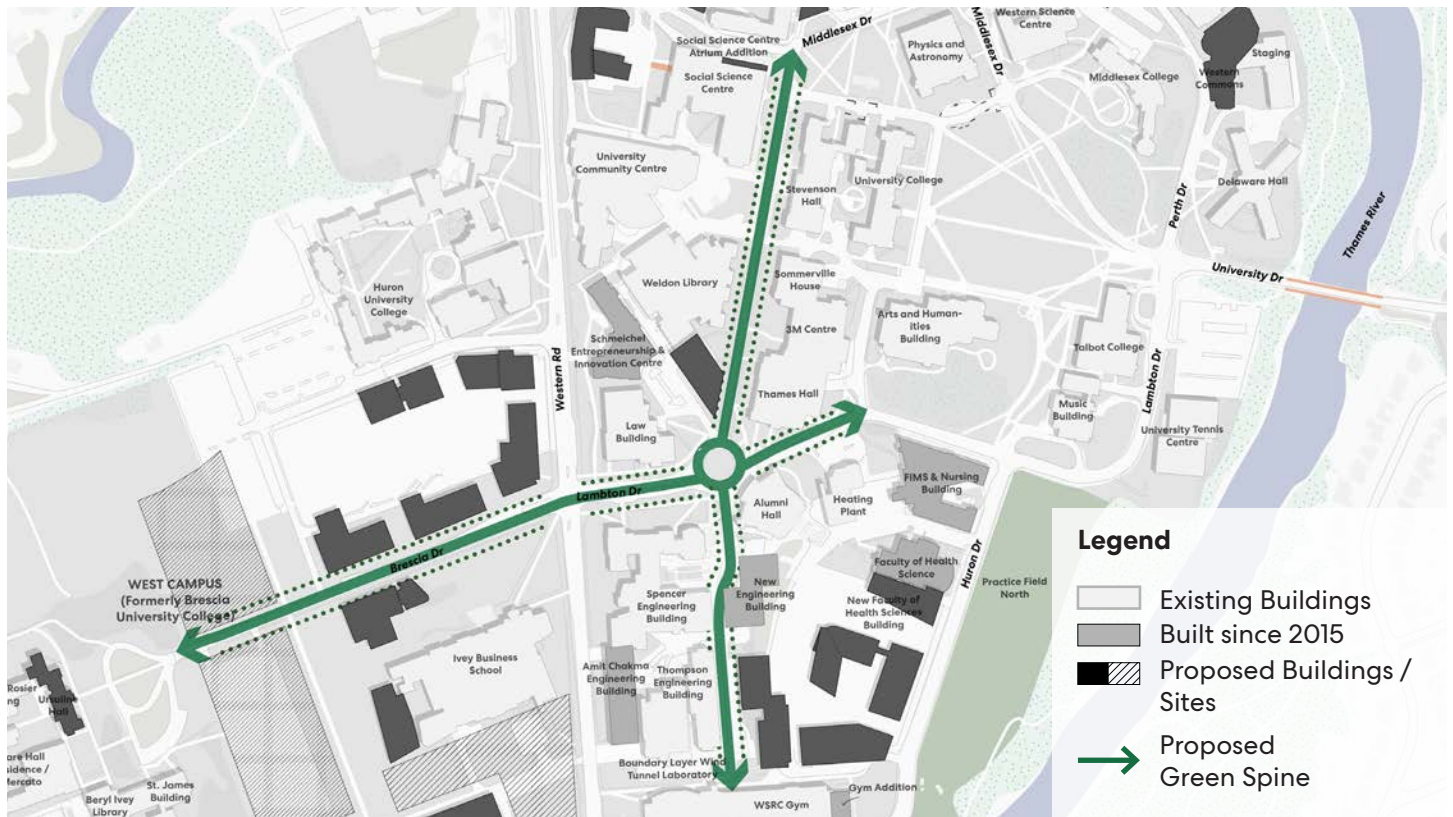 Middlesex Dr
Middlesex Dr
Western Science
Centre
Social Science Centre
Atrium Addition
Physics and
Astronomy
Staging
Social Science
Centre
Middlesex College
Western
Commons
University
Community Centre
Stevenson
Hall
University College
Delaware Hall
Perth Dr
Thames River
University Dr
Huron
University
College
Weldon Library
Sommerville
House
3M Centre
Arts and Human-
ities
Building
Talbot College
Schmeichel
Entrepreneurship &
Innovation Centre
Western Rd
Lambton Dr
Thames Hall
Music
Building
Law
Building
University Tennis
Centre
Lambton Dr
FIMS & Nursing
Building
Alumni
Hall
Heating
Plant
Brescia Dr
Huron Dr
Faculty of Health
Science
Practice Field
North
WEST CAMPUS
(Formerly Brescia
University College)
Spencer
Engineering
Building
New
Engineering
Building
New Faculty of
Health Sciences
Building
Ivey Business
School
Amit Chakma
Engineering
Building
Thompson
Engineering
Building
Rosier
Ursuline
Hall
Mercato
St. James
Building
Beryl Ivey
Library
Boundary Layer Wind
Tunnel Laboratory
Gym Addition
WSRC Gym
Legend
Existing Buildings
Built since 2015
Proposed Buildings /
Sites
Proposed
Green Spine